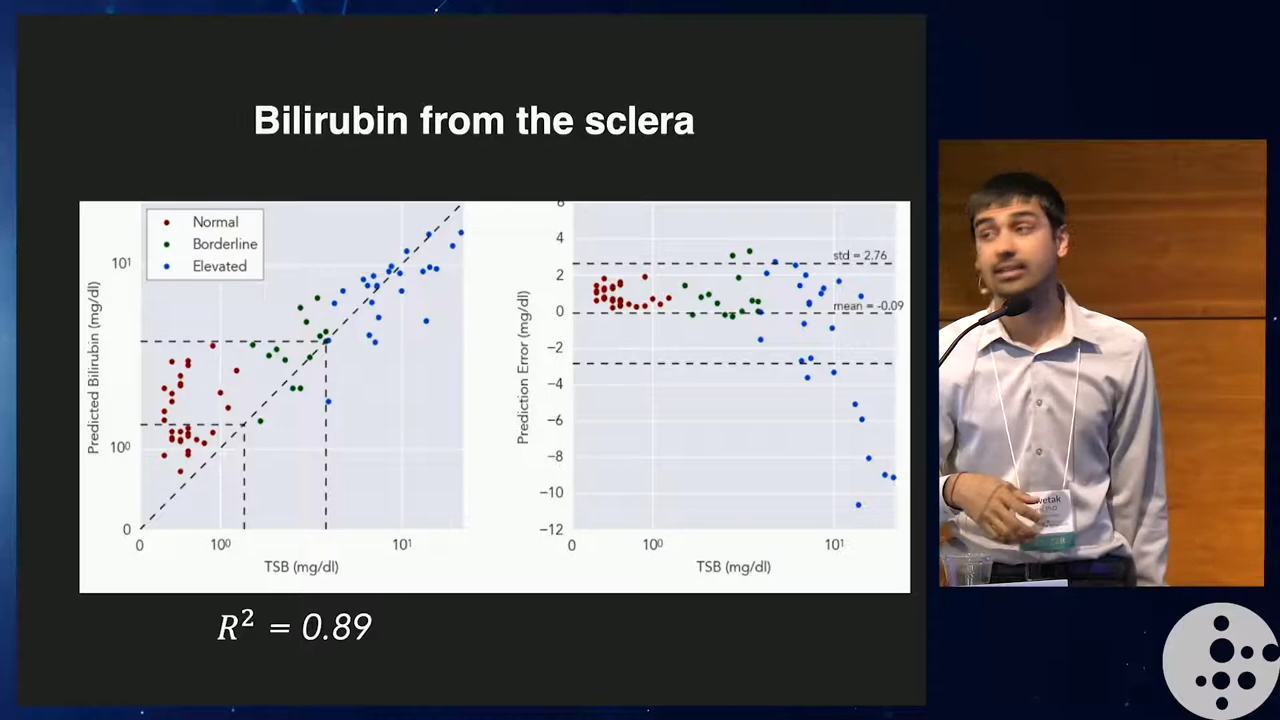 Bilirubin from the sclera
Normal
Borderline
Elevated
10¹
10⁰
0
Predicted Bilirubin (mg/dl)
0
10⁰
10¹
TSB (mg/dl)
4
2
0
−2
−4
−6
−8
−10
−12
Prediction Error (mg/dl)
std = 2.76
mean = -0.09
0
10⁰
10¹
TSB (mg/dl)
R² = 0.89
wetak
PhD